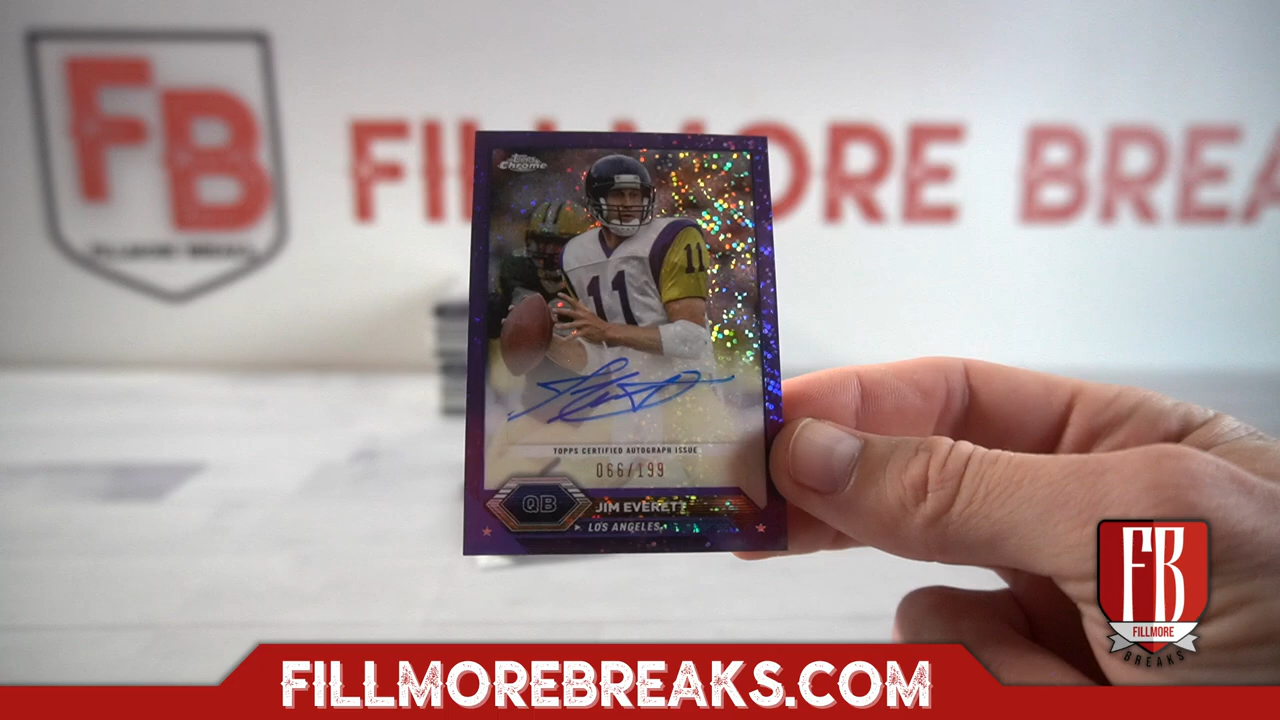 FB
FILLMORE BREAKS
Topps
Chrome
11
11
TOPPS CERTIFIED AUTOGRAPH ISSUE
066/199
QB
JIM EVERETT
LOS ANGELES
FB
FILLMORE
BREAKS
FILLMOREBREAKS.COM